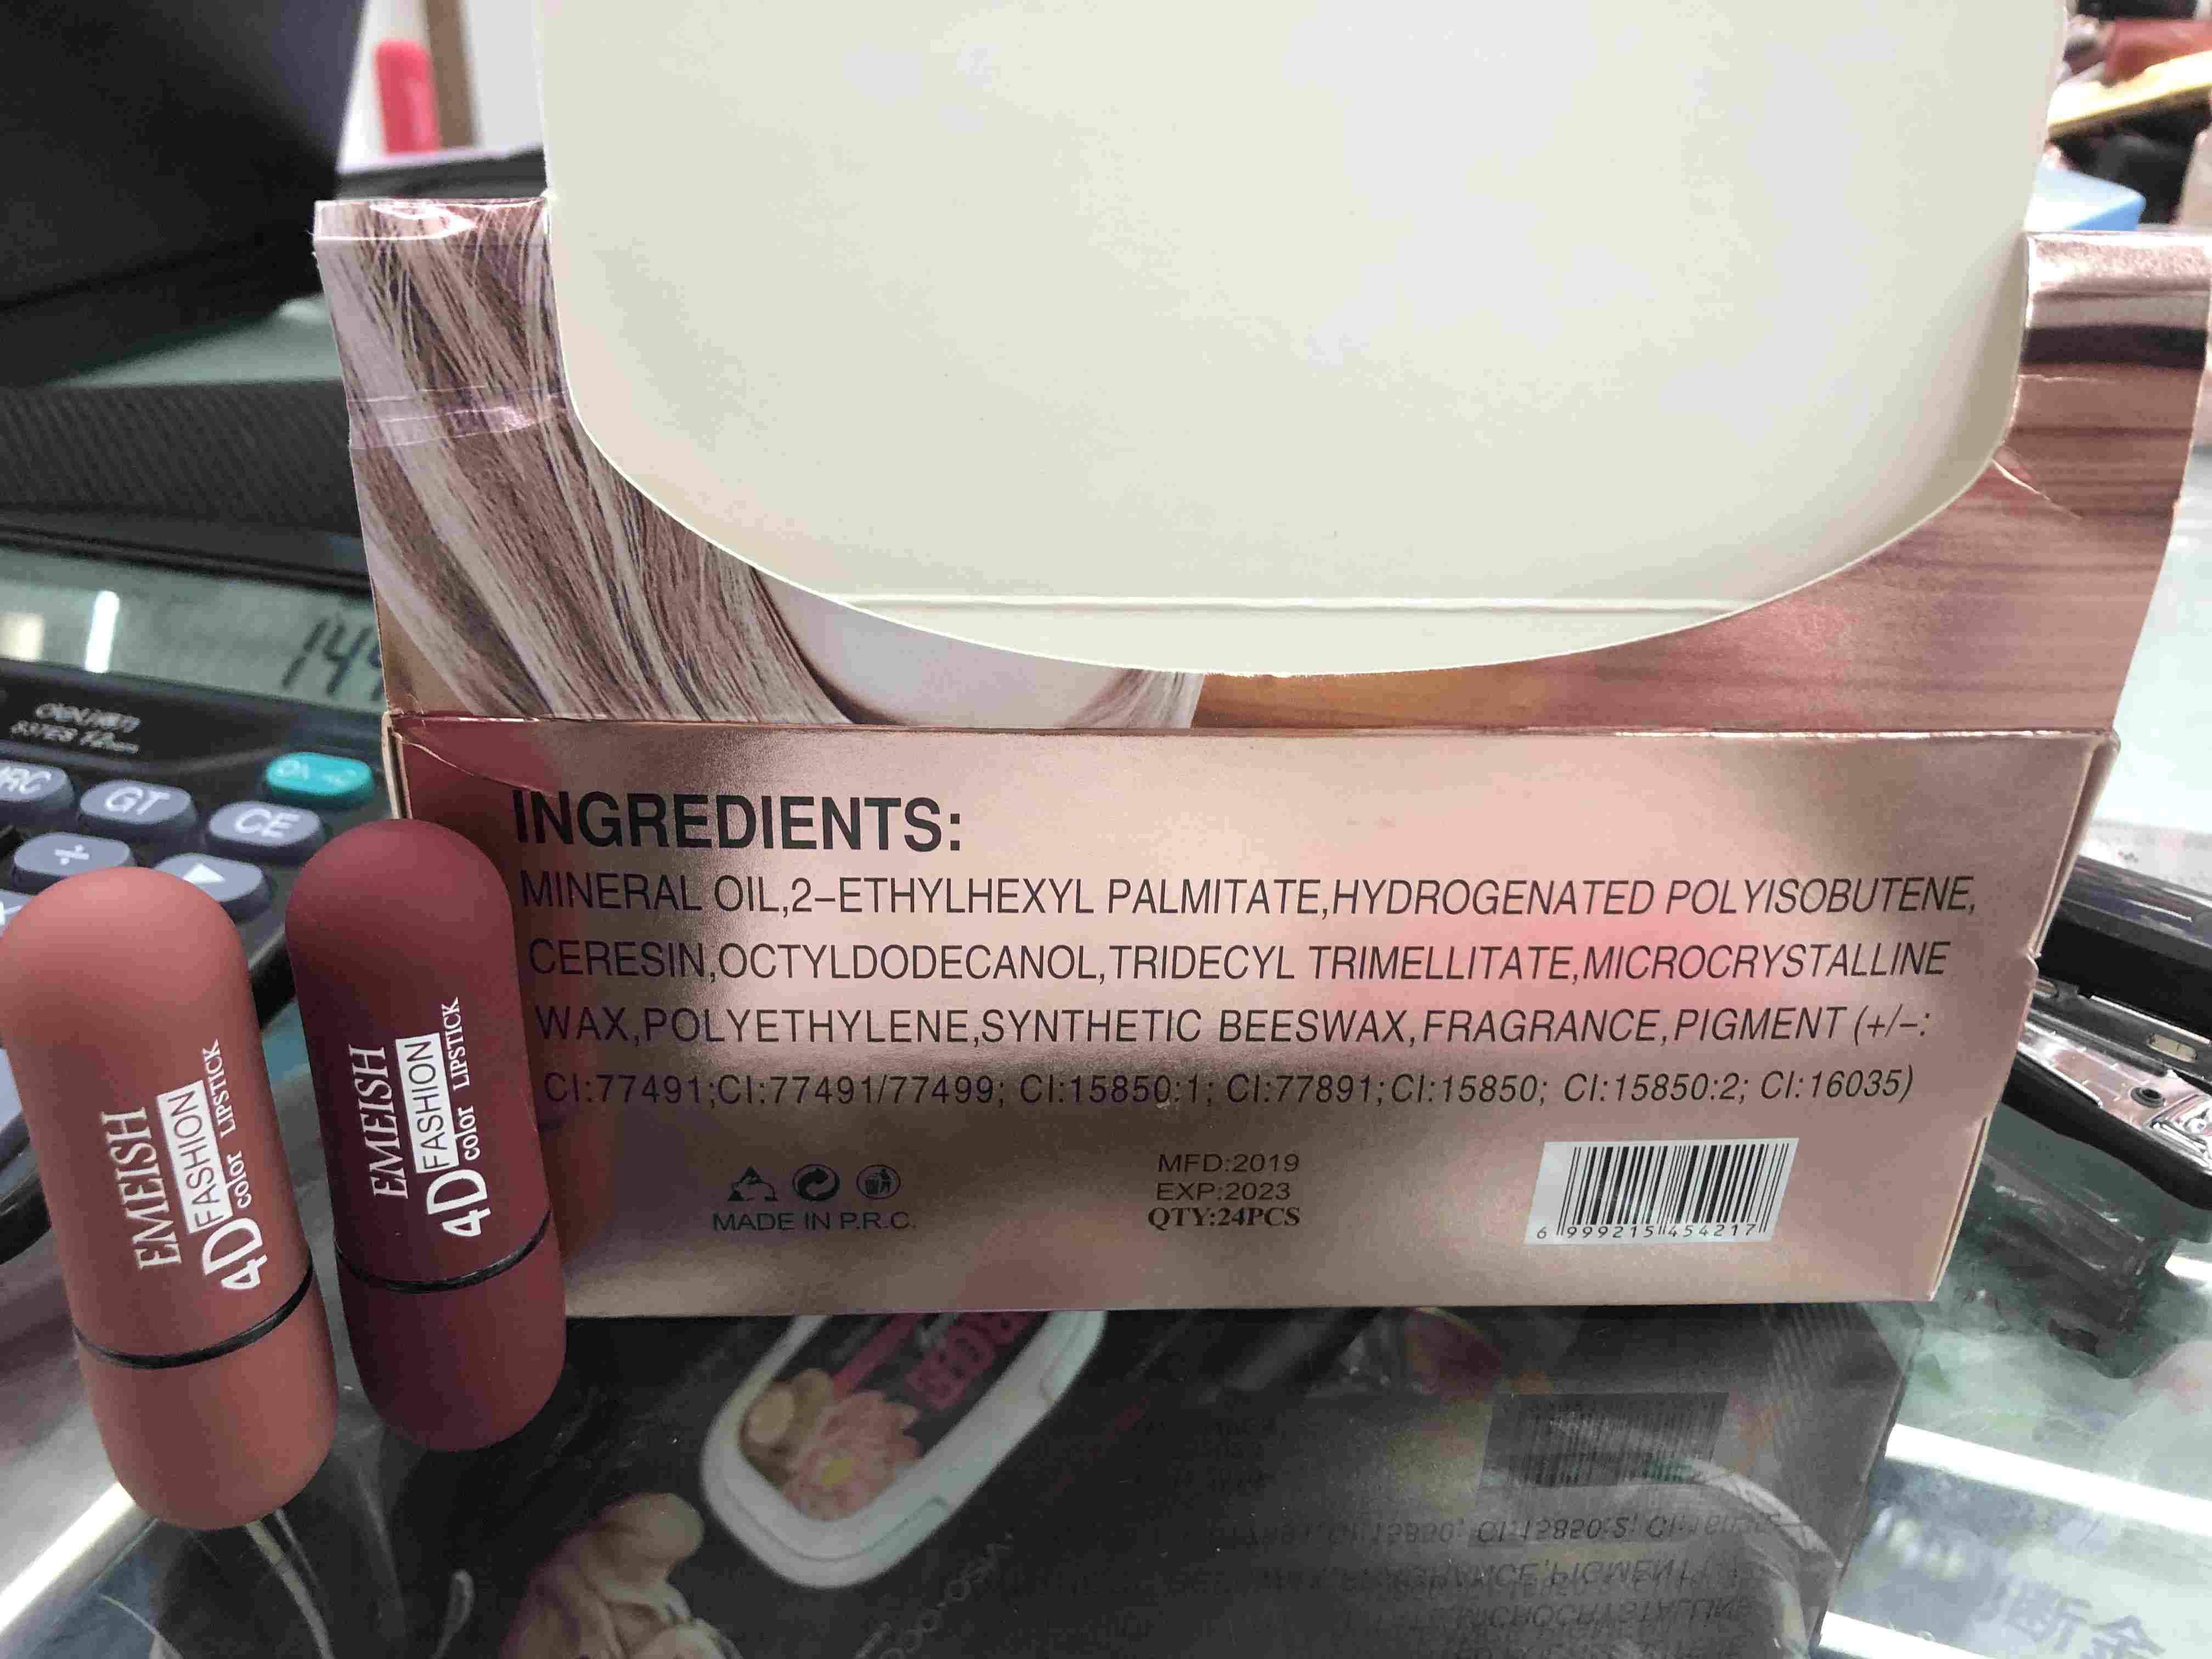 144
GT
CE
INGREDIENTS:
MINERAL OIL,2-ETHYLHEXYL PALMITATE,HYDROGENATED POLYISOBUTENE,
CERESIN,OCTYLDODECANOL,TRIDECYL TRIMELLITATE,MICROCRYSTALLINE
WAX,POLYETHYLENE,SYNTHETIC BEESWAX,FRAGRANCE,PIGMENT (+/-:
CI:77491;CI:77491/77499; CI:15850:1; CI:77891;CI:15850; CI:15850:2; CI:16035)
MADE IN P.R.C.
MFD:2019
EXP:2023
QTY:24PCS
6 999215 454217
EMEISH
FASHION
4D color LIPSTICK
EMEISH
FASHION
4D color LIPSTICK
断金